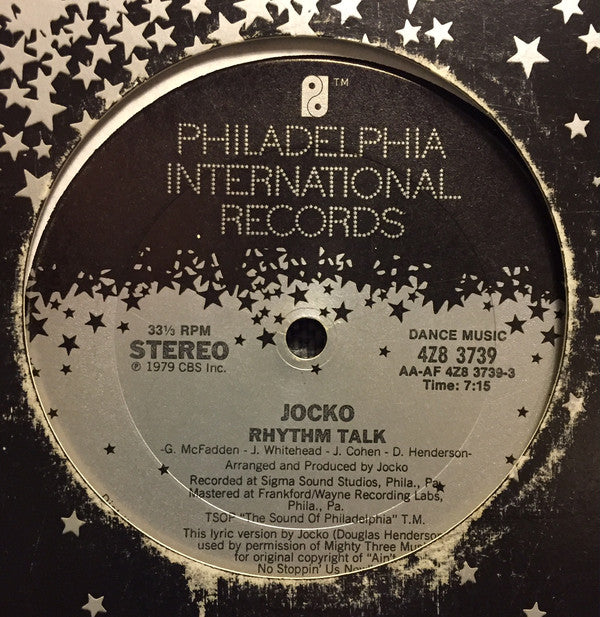 TM
PHILADELPHIA
INTERNATIONAL
RECORDS
33⅓ RPM
STEREO
℗ 1979 CBS Inc.
DANCE MUSIC
4Z8 3739
AA-AF 4Z8 3739-3
Time: 7:15
JOCKO
RHYTHM TALK
-G. McFadden - J. Whitehead - J. Cohen - D. Henderson-
Arranged and Produced by Jocko
Recorded at Sigma Sound Studios, Phila., Pa.
Mastered at Frankford/Wayne Recording Labs,
Phila., Pa.
TSOP "The Sound Of Philadelphia" T.M.
This lyric version by Jocko (Douglas Henderson
used by permission of Mighty Three Mu
for original copyright of "Ain't
No Stoppin' Us Now